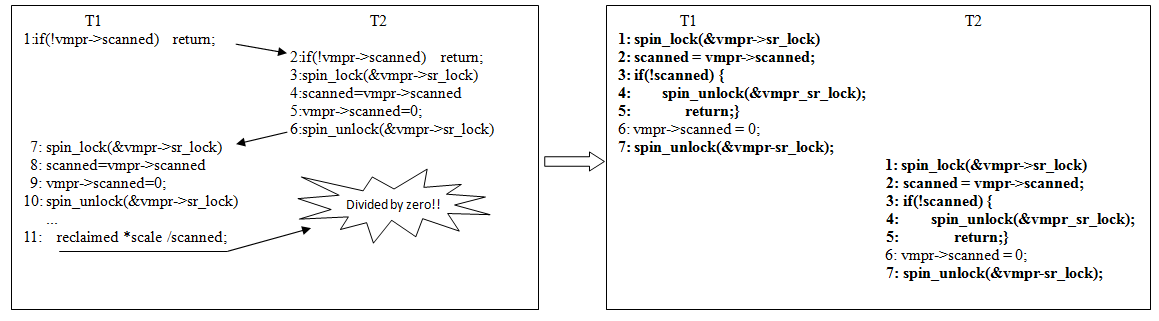 T1
T2
1:if(!vmpr->scanned) return;
2:if(!vmpr->scanned) return;
3:spin_lock(&vmpr->sr_lock)
4:scanned=vmpr->scanned
5:vmpr->scanned=0;
6:spin_unlock(&vmpr->sr_lock)
7: spin_lock(&vmpr->sr_lock)
8: scanned=vmpr->scanned
9: vmpr->scanned=0;
10: spin_unlock(&vmpr->sr_lock)
...
11: reclaimed *scale /scanned;
Divided by zero!!
T1
T2
1: spin_lock(&vmpr->sr_lock)
2: scanned = vmpr->scanned;
3: if(!scanned) {
4: spin_unlock(&vmpr_sr_lock);
5: return;}
6: vmpr->scanned = 0;
7: spin_unlock(&vmpr-sr_lock);
1: spin_lock(&vmpr->sr_lock)
2: scanned = vmpr->scanned;
3: if(!scanned) {
4: spin_unlock(&vmpr_sr_lock);
5: return;}
6: vmpr->scanned = 0;
7: spin_unlock(&vmpr-sr_lock);